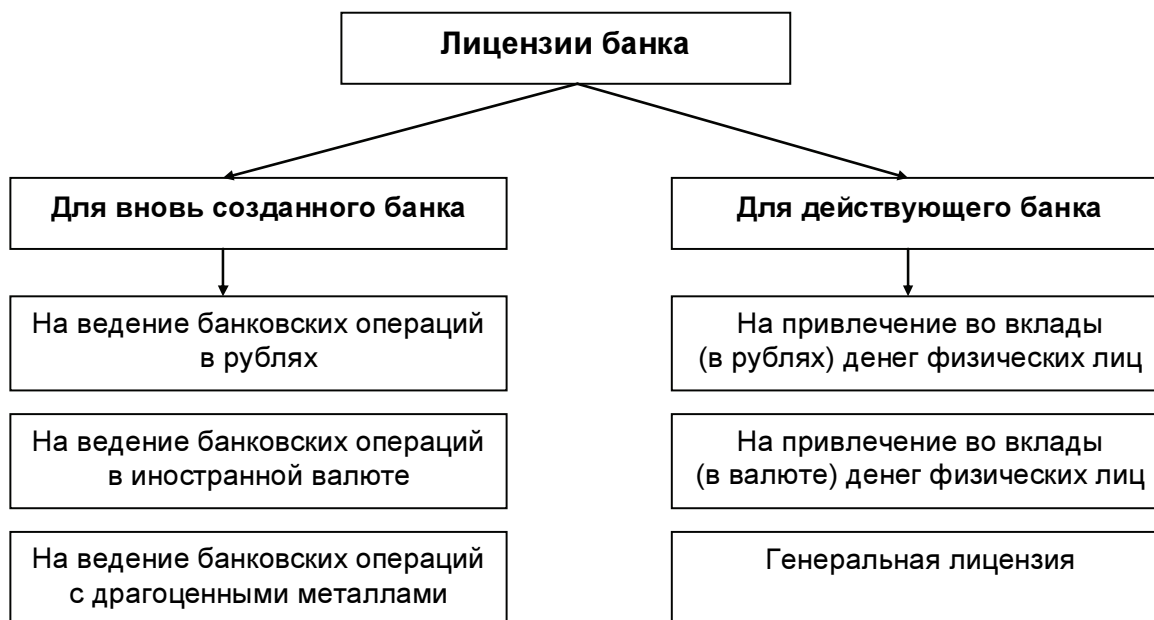 Лицензии банка
Для вновь созданного банка
На ведение банковских операций
в рублях
На ведение банковских операций
в иностранной валюте
На ведение банковских операций
с драгоценными металлами
Для действующего банка
На привлечение во вклады
(в рублях) денег физических лиц
На привлечение во вклады
(в валюте) денег физических лиц
Генеральная лицензия